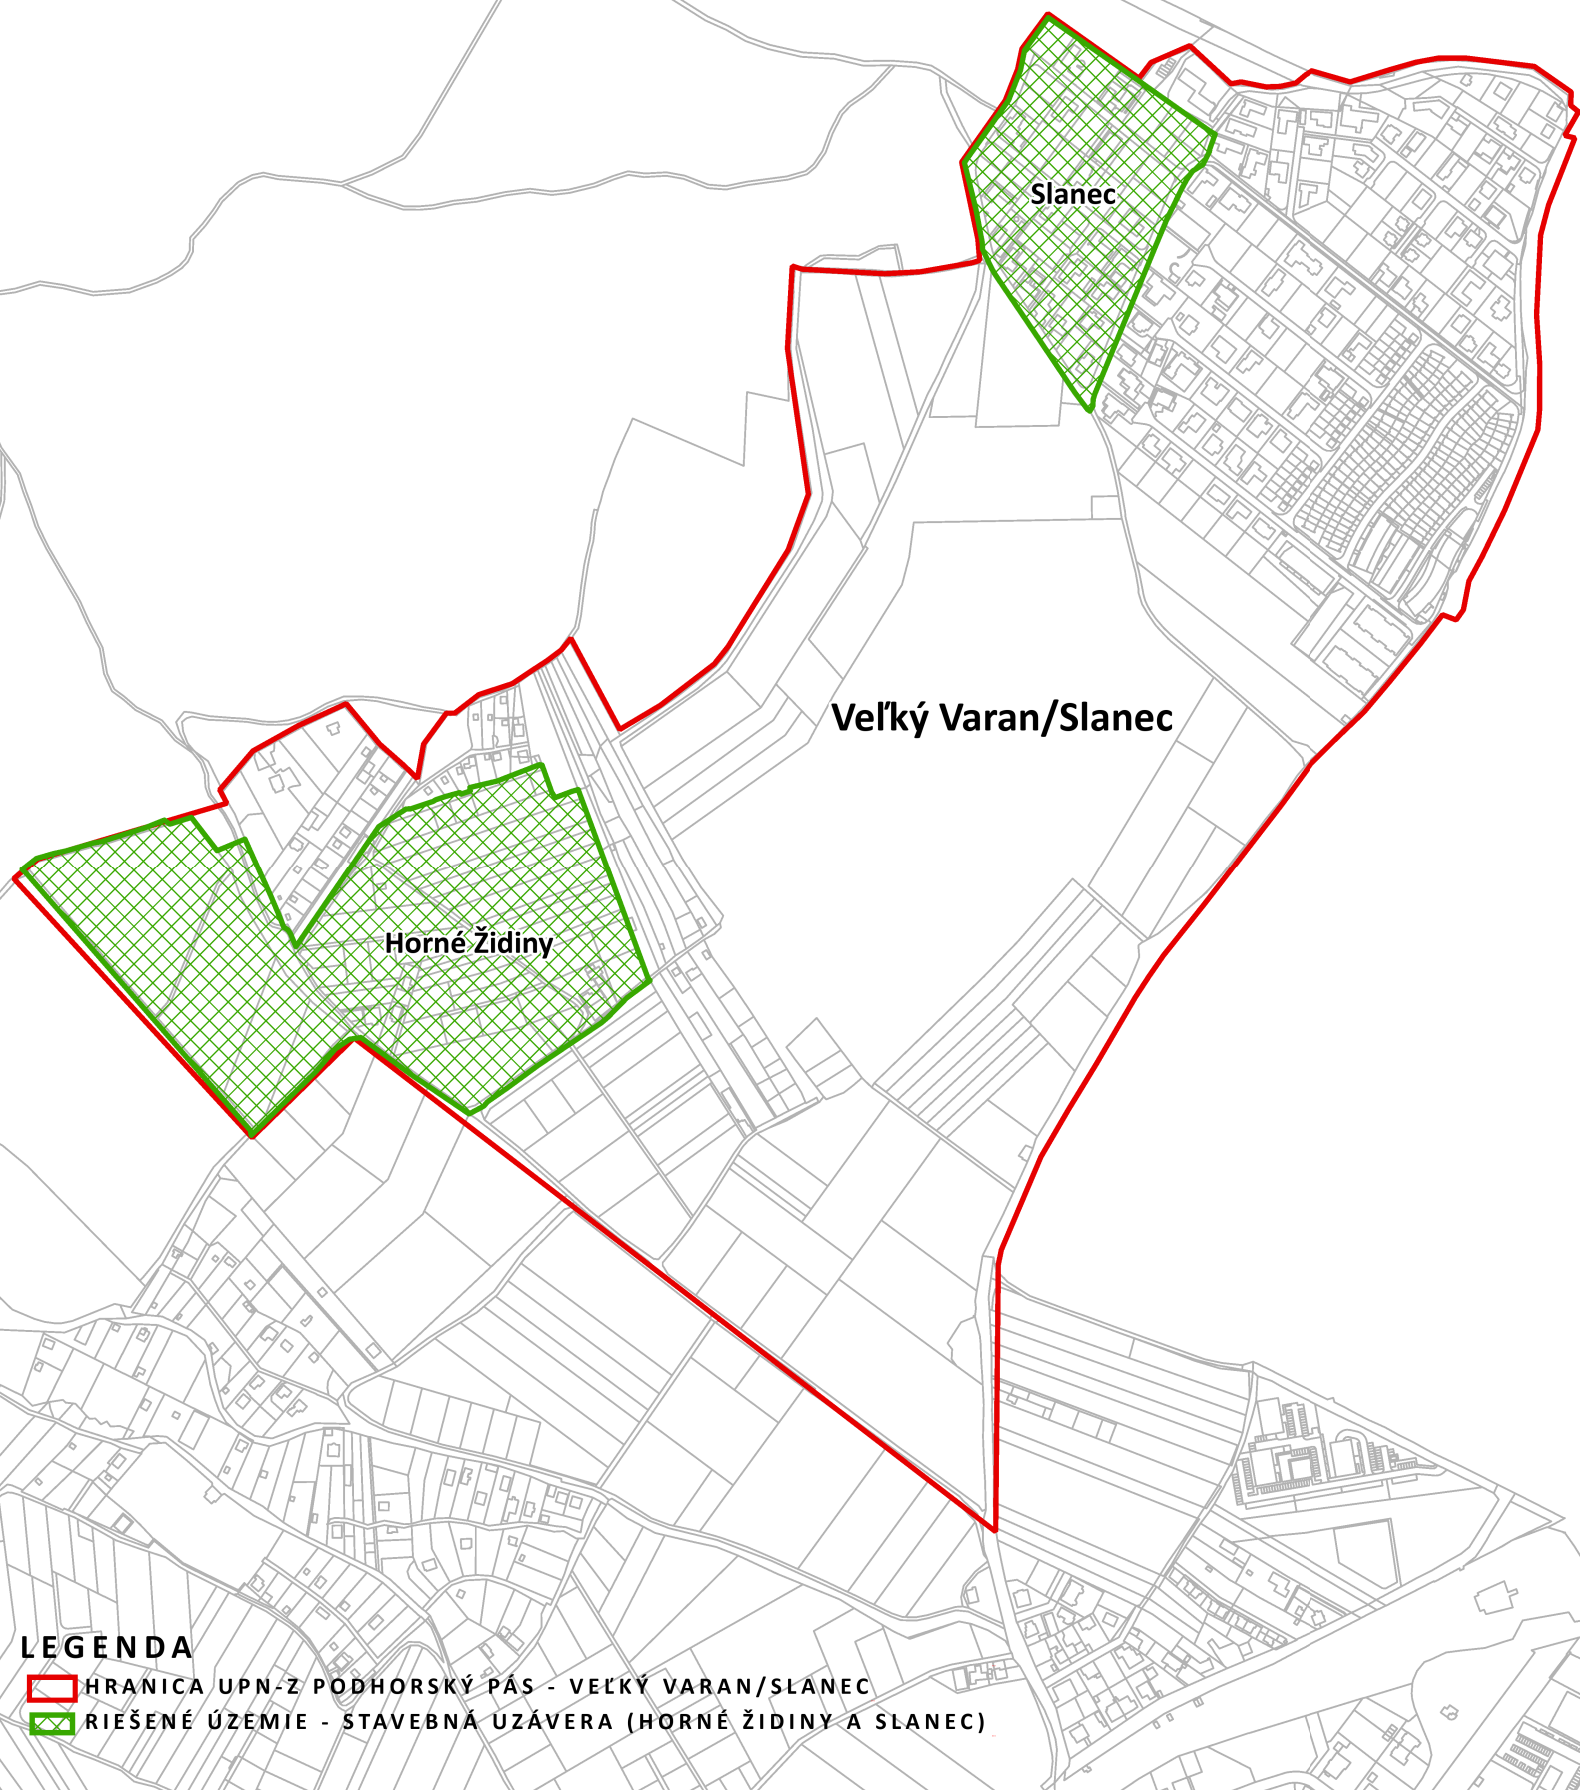 Slanec
Veľký Varan/Slanec
Horné Židiny
LEGENDA
HRANICA UPN-Z PODHORSKÝ PÁS - VEĽKÝ VARAN/SLANEC
RIEŠENÉ ÚZEMIE - STAVEBNÁ UZÁVERA (HORNÉ ŽIDINY A SLANEC)